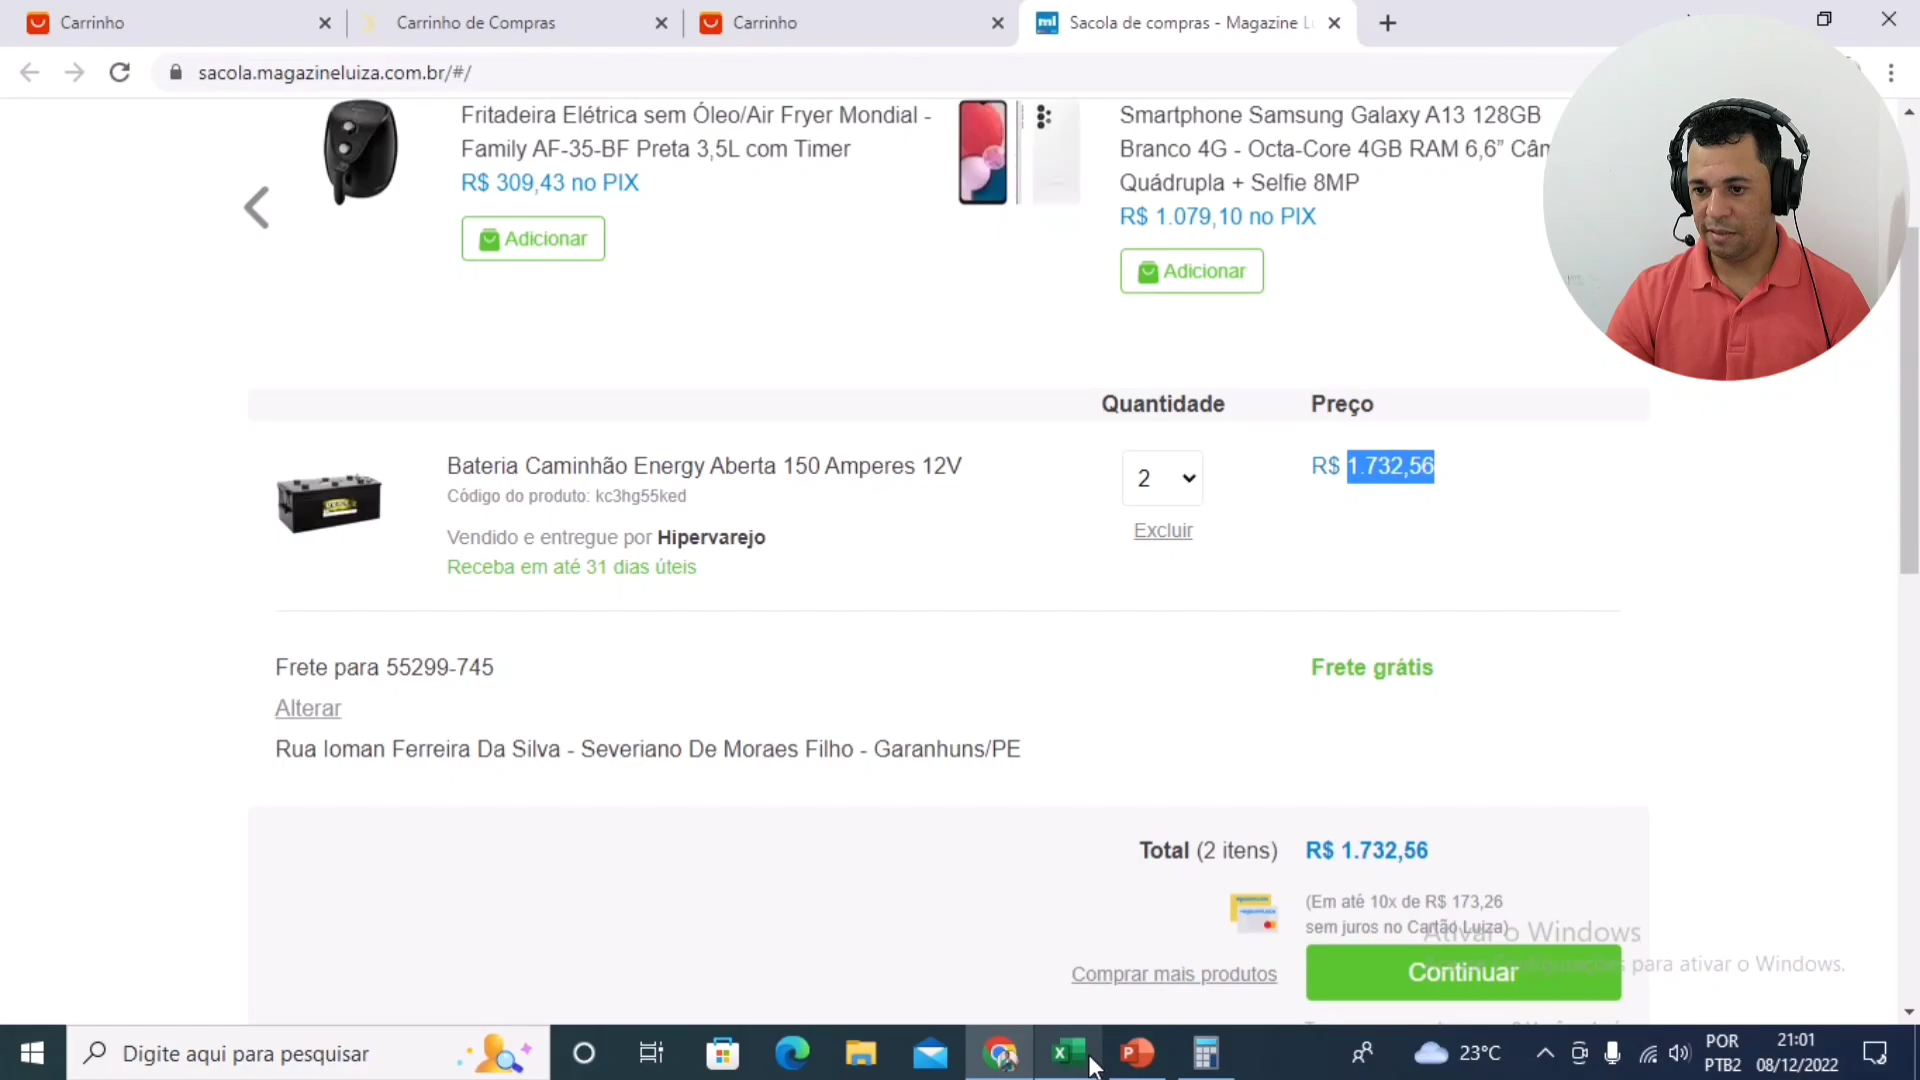 Carrinho
Carrinho de Compras
Carrinho
Sacola de compras - Magazine L
sacola.magazineluiza.com.br/#/
Fritadeira Elétrica sem Óleo/Air Fryer Mondial -
Family AF-35-BF Preta 3,5L com Timer
R$ 309,43 no PIX
Adicionar
Smartphone Samsung Galaxy A13 128GB
Branco 4G - Octa-Core 4GB RAM 6,6” Câm
Quádrupla + Selfie 8MP
R$ 1.079,10 no PIX
Adicionar
Quantidade Preço
Bateria Caminhão Energy Aberta 150 Amperes 12V
2
R$ 1.732,56
Código do produto: kc3hg55ked
Excluir
Vendido e entregue por Hipervarejo
Receba em até 31 dias úteis
Frete para 55299-745
Frete grátis
Alterar
Rua Ioman Ferreira Da Silva - Severiano De Moraes Filho - Garanhuns/PE
Total (2 itens) R$ 1.732,56
(Em até 10x de R$ 173,26
sem juros no Cartão Luiza)
Ativar o Windows
para ativar o Windows.
Comprar mais produtos
Continuar
Digite aqui para pesquisar
23°C
POR
PTB2
21:01
08/12/2022